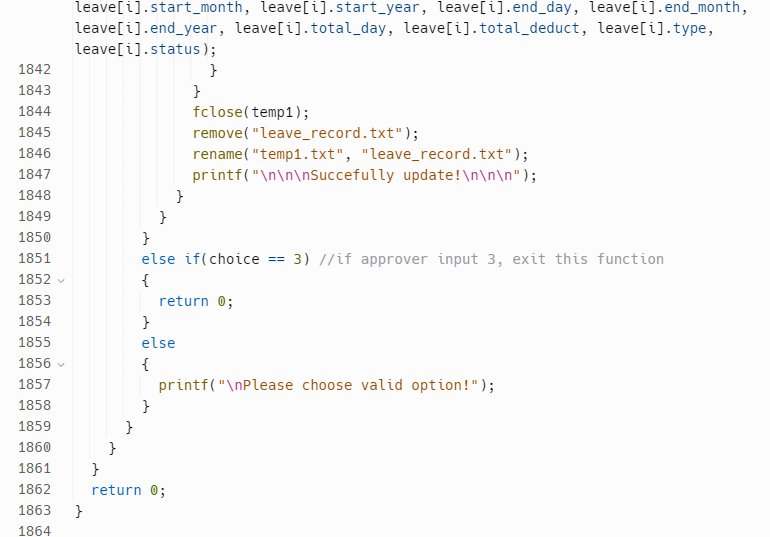 leave[i].start_month, leave[i].start_year, leave[i].end_day, leave[i].end_month,
leave[i].end_year, leave[i].total_day, leave[i].total_deduct, leave[i].type,
leave[i].status);
1842                }
1843              }
1844              fclose(temp1);
1845              remove("leave_record.txt");
1846              rename("temp1.txt", "leave_record.txt");
1847              printf("\n\n\nSuccefully update!\n\n\n");
1848            }
1849          }
1850        }
1851        else if(choice == 3) //if approver input 3, exit this function
1852        {
1853          return 0;
1854        }
1855        else
1856        {
1857          printf("\nPlease choose valid option!");
1858        }
1859      }
1860    }
1861  }
1862  return 0;
1863 }
1864